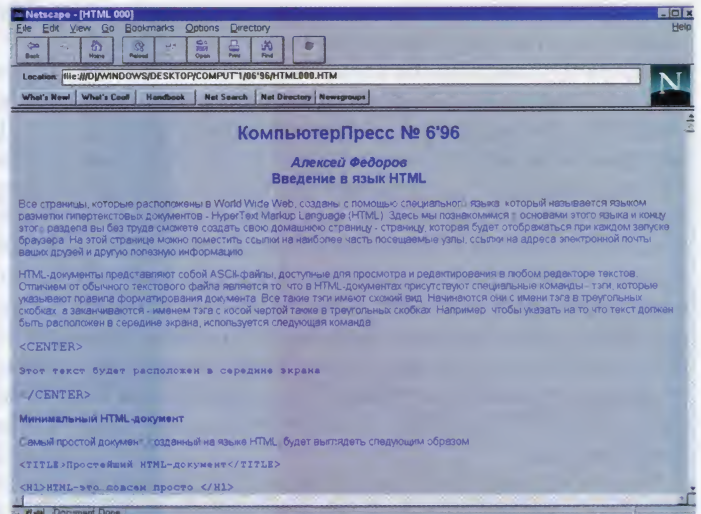 Netscape - [HTML 000]
File Edit View Go Bookmarks Options Directory Help
Back Home Reload Open Print Find
Location: file:///D|/WINDOWS/DESKTOP/COMPUT~1/06'96/HTML000.HTM
What's New! What's Cool! Handbook Net Search Net Directory Newsgroups
N
КомпьютерПресс № 6'96
Алексей Федоров
Введение в язык HTML
Все страницы, которые расположены в World Wide Web, созданы с помощью специального языка который называется языком
разметки гипертекстовых документов - HyperText Markup Language (HTML). Здесь мы познакомимся с основами этого языка и концу
этого раздела вы без труда сможете создать свою домашнюю страницу - страницу, которая будет отображаться при каждом запуске
браузера. На этой странице можно поместить ссылки на наиболее часть посещаемые узлы, ссылки на адреса электронной почты
ваших друзей и другую полезную информацию
HTML-документы представляют собой ASCII-файлы, доступные для просмотра и редактирования в любом редакторе текстов.
Отличием от обычного текстового файла является то, что в HTML-документах присутствуют специальные команды - тэги, которые
указывают правила форматирования документа. Все такие тэги имеют схожий вид. Начинаются они с имени тэга в треугольных
скобках, а заканчиваются - именем тэга с косой чертой также в треугольных скобках. Например, чтобы указать на то что текст должен
быть расположен в середине экрана, используется следующая команда
<CENTER>
Этот текст будет расположен в середине экрана
</CENTER>
Минимальный HTML-документ
Самый простой документ, созданный на языке HTML, будет выглядеть следующим образом
<TITLE>Простейший HTML-документ</TITLE>
<H1>HTML-это совсем просто </H1>
Document Done